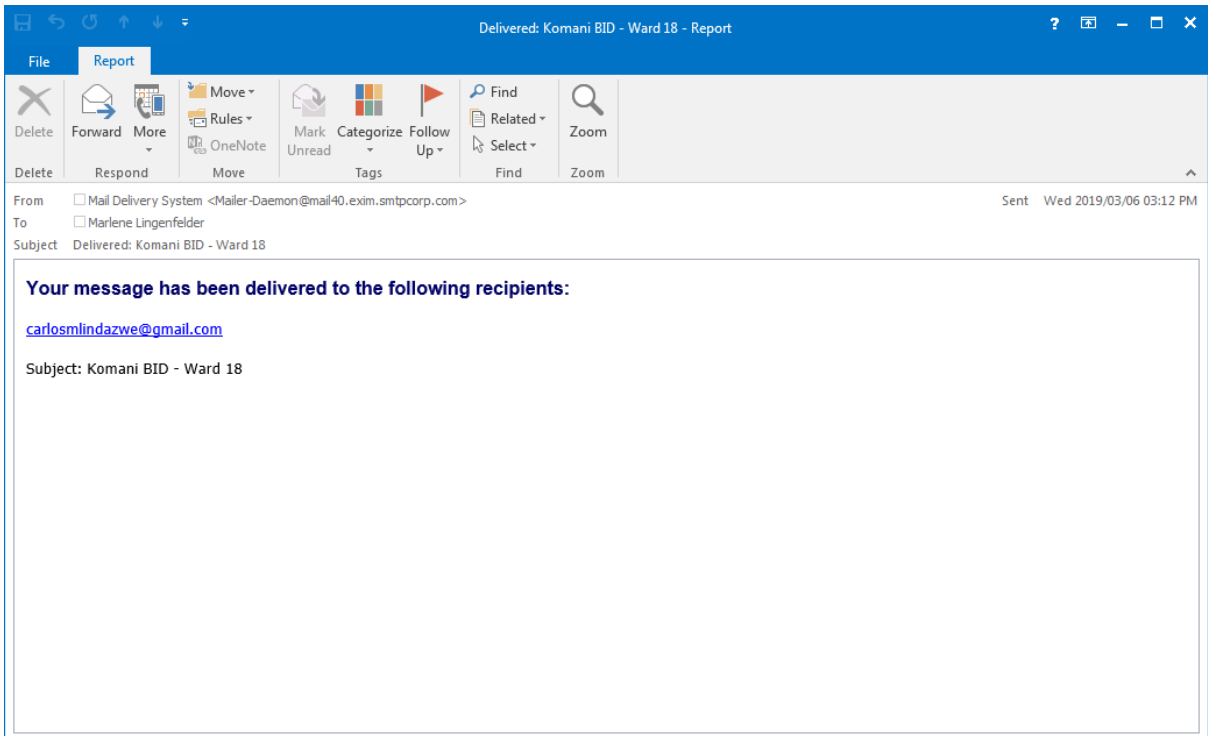 Delivered: Komani BID - Ward 18 - Report
?
File Report
Delete
Forward
More
Move
Rules
OneNote
Mark Unread
Categorize
Follow Up
Find
Related
Select
Zoom
Delete Respond Move Tags Find Zoom
From Mail Delivery System <Mailer-Daemon@mail40.exim.smtpcorp.com> Sent Wed 2019/03/06 03:12 PM
To Marlene Lingenfelder
Subject Delivered: Komani BID - Ward 18
Your message has been delivered to the following recipients:
carlosmlindazwe@gmail.com
Subject: Komani BID - Ward 18